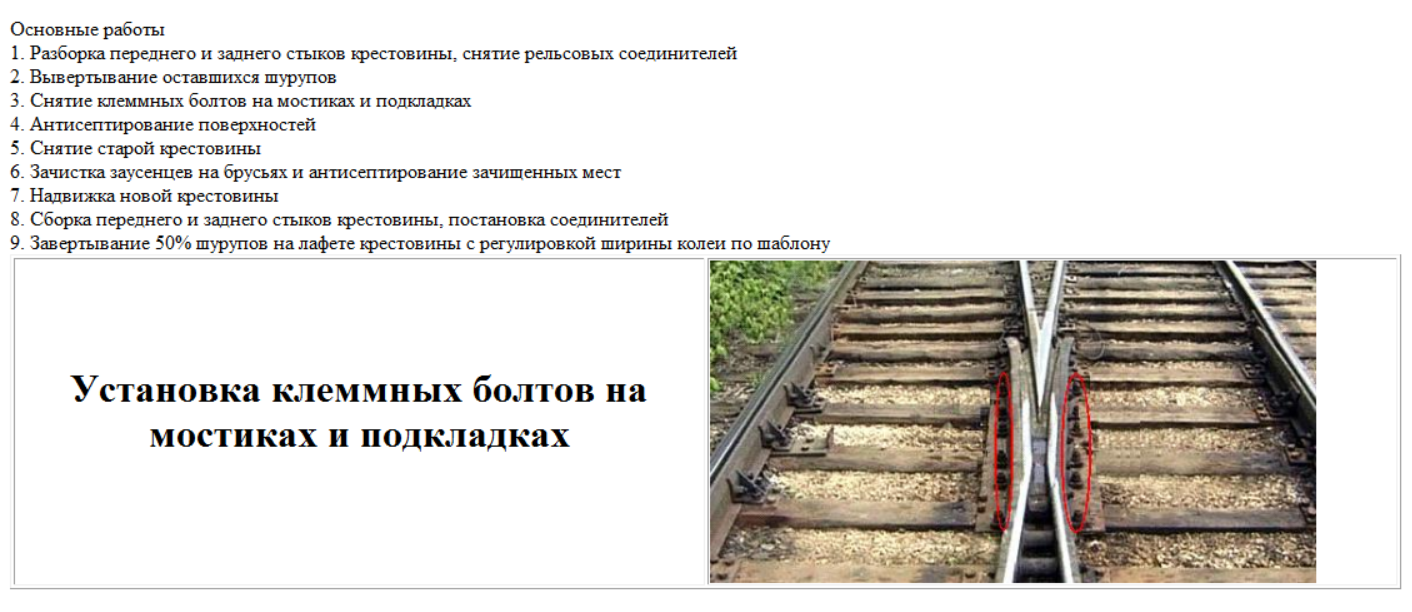 Основные работы
1. Разборка переднего и заднего стыков крестовины, снятие рельсовых соединителей
2. Вывертывание оставшихся шурупов
3. Снятие клеммных болтов на мостиках и подкладках
4. Антисептирование поверхностей
5. Снятие старой крестовины
6. Зачистка заусенцев на брусьях и антисептирование зачищенных мест
7. Надвижка новой крестовины
8. Сборка переднего и заднего стыков крестовины, постановка соединителей
9. Завертывание 50% шурупов на лафете крестовины с регулировкой ширины колеи по шаблону
Установка клеммных болтов на
мостиках и подкладках